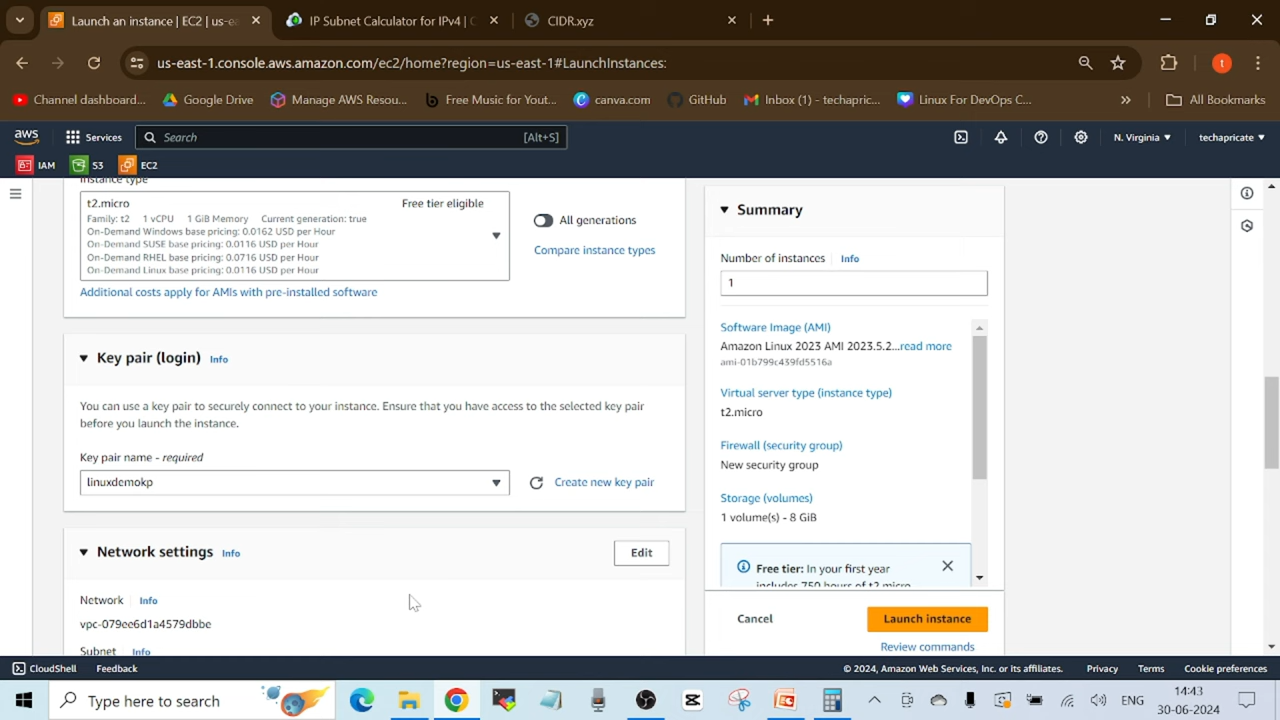 Launch an instance | EC2 | us-ea
IP Subnet Calculator for IPv4 | C
CIDR.xyz
us-east-1.console.aws.amazon.com/ec2/home?region=us-east-1#LaunchInstances:
t
Channel dashboard...
Google Drive
Manage AWS Resou...
Free Music for Yout...
canva.com
GitHub
Inbox (1) - techapric...
Linux For DevOps C...
All Bookmarks
aws
Services
Search
[Alt+S]
N. Virginia
techapricate
IAM
S3
EC2
Instance type
t2.micro
Free tier eligible
Family: t2 1 vCPU 1 GiB Memory Current generation: true
On-Demand Windows base pricing: 0.0162 USD per Hour
On-Demand SUSE base pricing: 0.0116 USD per Hour
On-Demand RHEL base pricing: 0.0716 USD per Hour
On-Demand Linux base pricing: 0.0116 USD per Hour
All generations
Compare instance types
Additional costs apply for AMIs with pre-installed software
Key pair (login) Info
You can use a key pair to securely connect to your instance. Ensure that you have access to the selected key pair
before you launch the instance.
Key pair name - required
linuxdemokp
Create new key pair
Network settings Info
Edit
Network Info
vpc-079ee6d1a4579dbbe
Subnet Info
Summary
Number of instances Info
1
Software Image (AMI)
Amazon Linux 2023 AMI 2023.5.2...read more
ami-01b799c439fd5516a
Virtual server type (instance type)
t2.micro
Firewall (security group)
New security group
Storage (volumes)
1 volume(s) - 8 GiB
Free tier: In your first year
includes 750 hours of t2.micro
Cancel
Launch instance
Review commands
CloudShell
Feedback
© 2024, Amazon Web Services, Inc. or its affiliates.
Privacy
Terms
Cookie preferences
Type here to search
ENG
14:43
30-06-2024